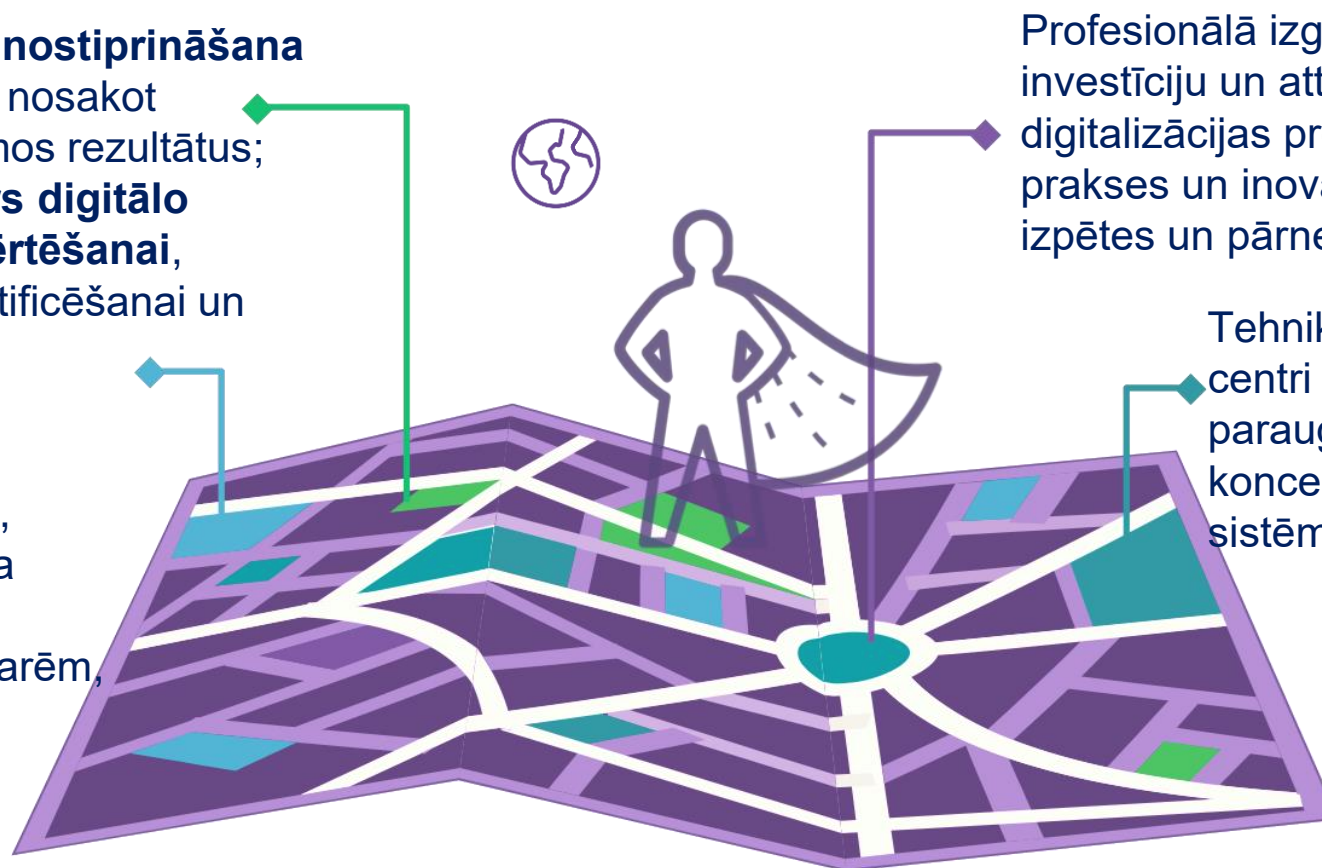 nostiprināšana
nosakot
nos rezultātus;
rs digitālo
ērtēšanai,
tificēšanai un
,
a
arēm,
Profesionālā izg
investīciju un att
digitalizācijas pr
prakses un inova
izpētes un pārne
Tehnik
centri
paraug
konce
sistēm